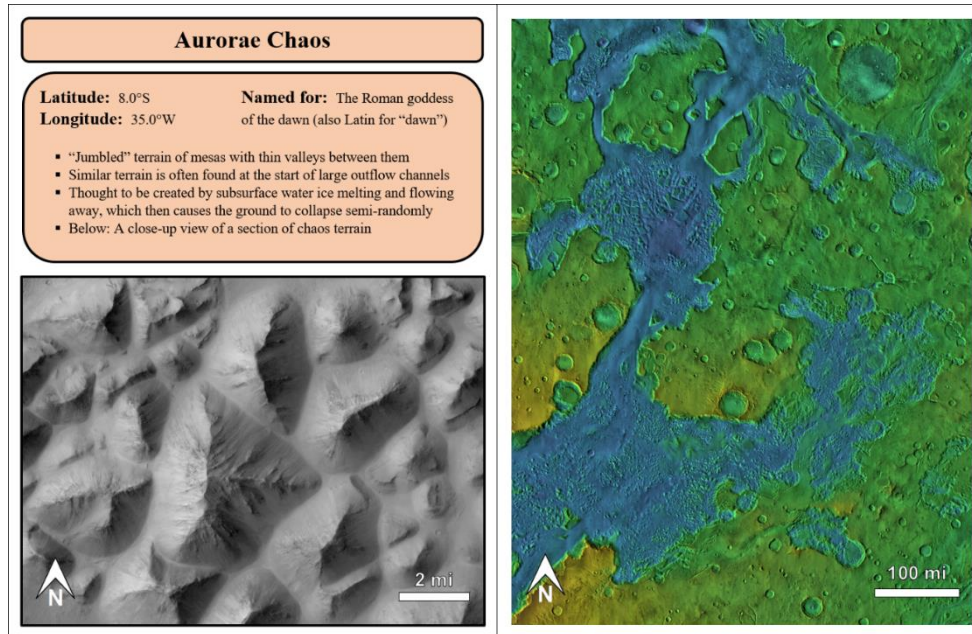 Aurorae Chaos
Latitude: 8.0°S
Longitude: 35.0°W
Named for: The Roman goddess
of the dawn (also Latin for “dawn”)
▪ “Jumbled” terrain of mesas with thin valleys between them
▪ Similar terrain is often found at the start of large outflow channels
▪ Thought to be created by subsurface water ice melting and flowing
away, which then causes the ground to collapse semi-randomly
▪ Below: A close-up view of a section of chaos terrain
N
2 mi
N
100 mi